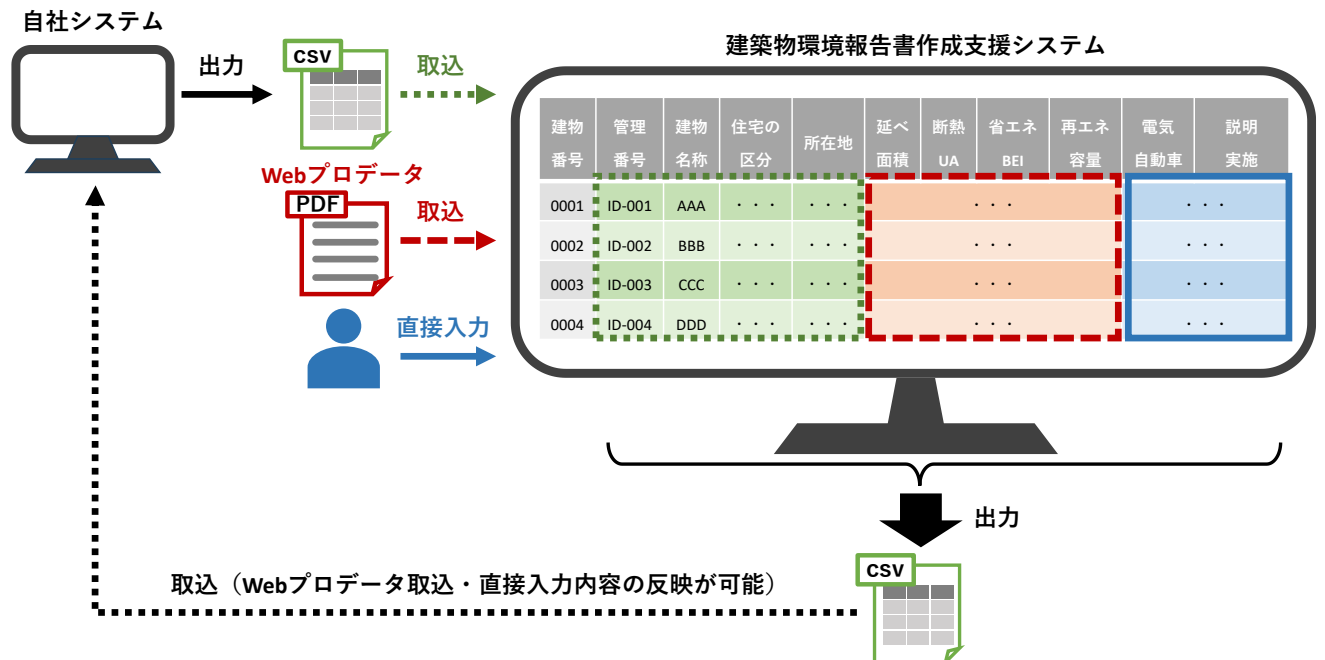 自社システム
出力
CSV
取込
建築物環境報告書作成支援システム
Webプロデータ
PDF
取込
直接入力
建物
番号
管理
番号
建物
名称
住宅の
区分
所在地
延べ
面積
断熱
UA
省エネ
BEI
再エネ
容量
電気
自動車
説明
実施
0001 ID-001 AAA ・・・ ・・・ ・・・ ・・・
0002 ID-002 BBB ・・・ ・・・ ・・・ ・・・
0003 ID-003 CCC ・・・ ・・・ ・・・ ・・・
0004 ID-004 DDD ・・・ ・・・ ・・・ ・・・
出力
CSV
取込（Webプロデータ取込・直接入力内容の反映が可能）